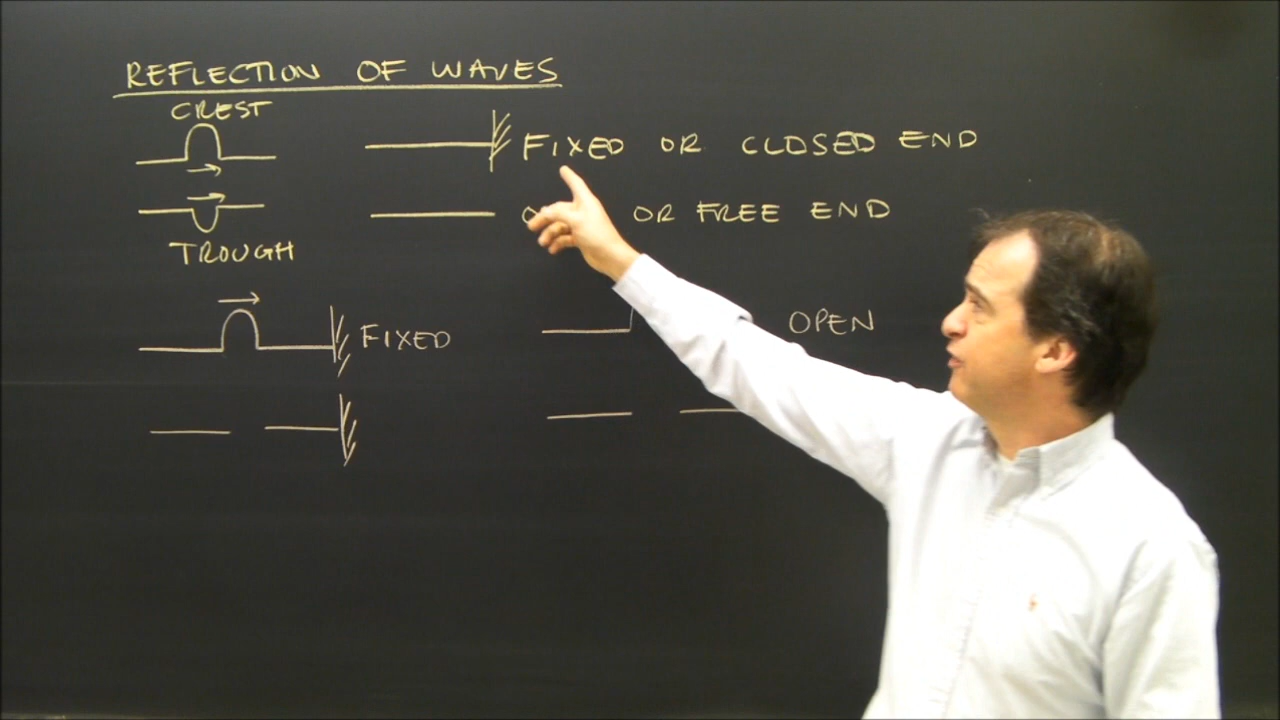 REFLECTION OF WAVES
CREST
FIXED OR CLOSED END
OR FREE END
TROUGH
FIXED
OPEN